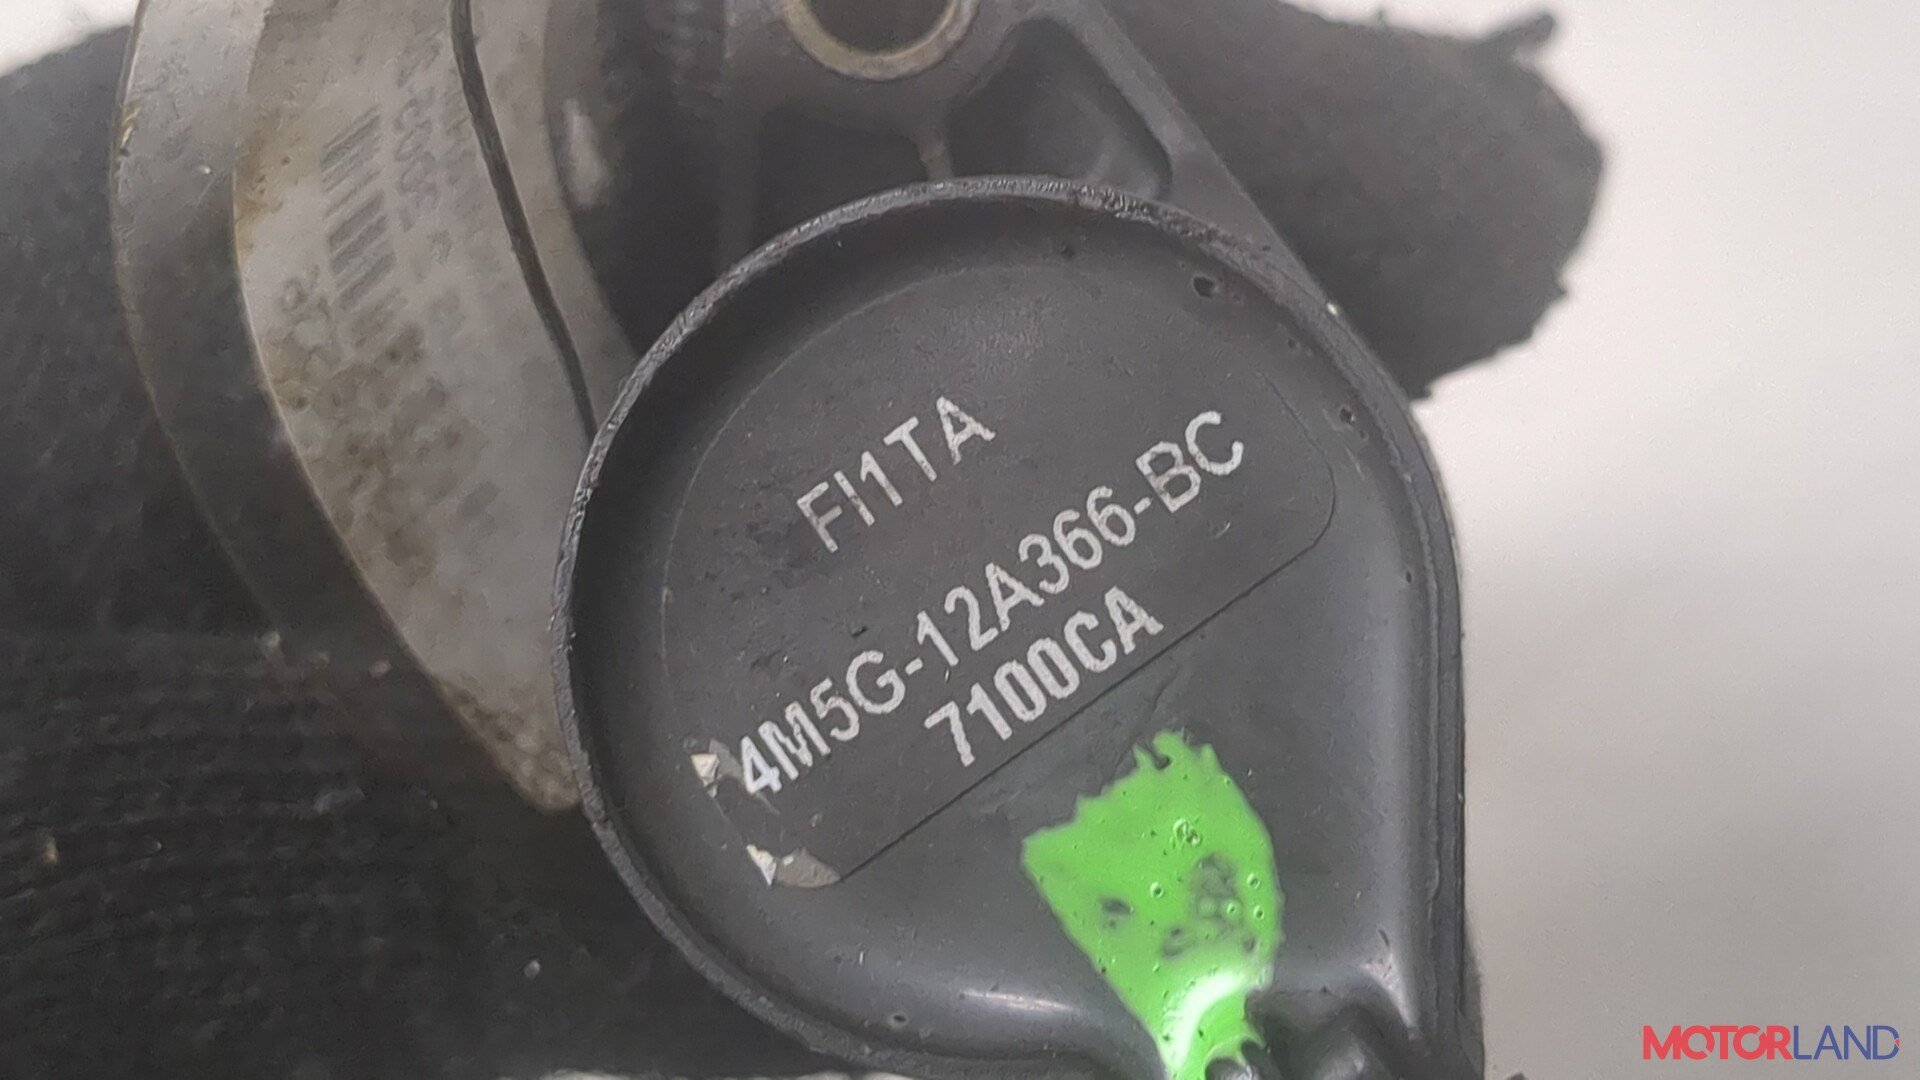 FI1TA
4M5G-12A366-BC
7100CA
MOTORLAND